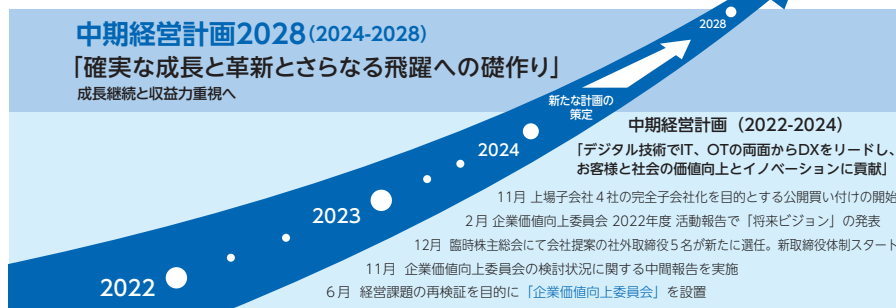 中期経営計画2028(2024-2028)
「確実な成長と革新とさらなる飛躍への礎作り」
成長継続と収益力重視へ
2028
新たな計画の
策定
2024
中期経営計画(2022-2024)
「デジタル技術でIT、OTの両面からDXをリードし、
お客様と社会の価値向上とイノベーションに貢献」
11月 上場子会社4社の完全子会社化を目的とする公開買い付けの開始
2023
2月 企業価値向上委員会 2022年度 活動報告で「将来ビジョン」の発表
12月 臨時株主総会にて会社提案の社外取締役5名が新たに選任。新取締役体制スタート
11月 企業価値向上委員会の検討状況に関する中間報告を実施
2022
6月 経営課題の再検証を目的に「企業価値向上委員会」を設置